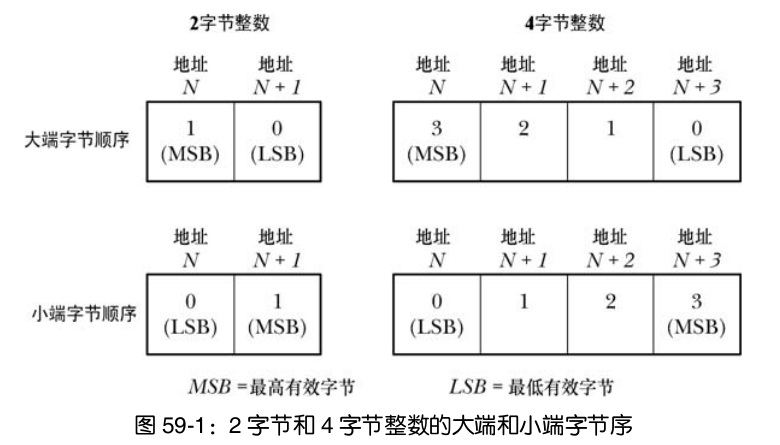 2字节整数 4字节整数
地址 地址 地址 地址 地址 地址
N N + 1 N N + 1 N + 2 N + 3
大端字节顺序 1 0 3 2 1 0
(MSB) (LSB) (MSB) (LSB)
地址 地址 地址 地址 地址 地址
N N + 1 N N + 1 N + 2 N + 3
小端字节顺序 0 1 0 1 2 3
(LSB) (MSB) (LSB) (MSB)
MSB =最高有效字节 LSB =最低有效字节
图 59-1：2 字节和 4 字节整数的大端和小端字节序